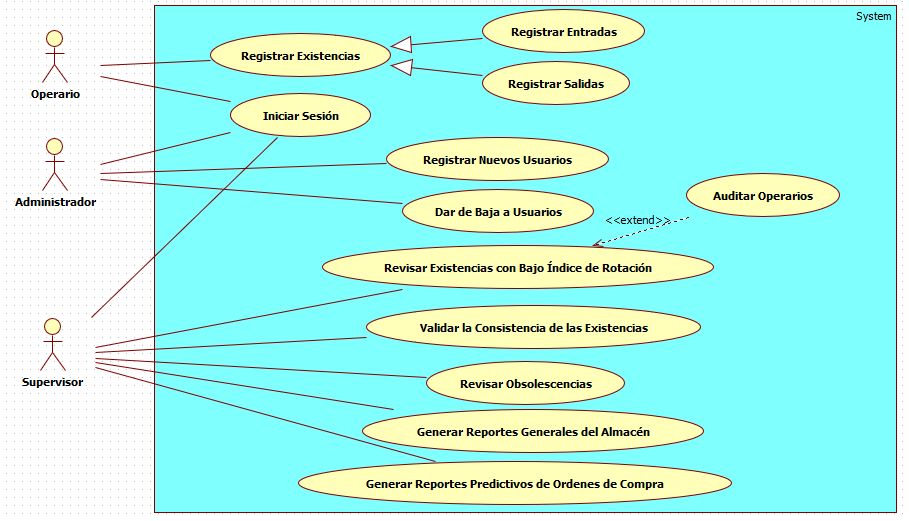 System
Registrar Entradas
Registrar Existencias
Registrar Salidas
Operario
Iniciar Sesión
Registrar Nuevos Usuarios
Administrador
Auditar Operarios
Dar de Baja a Usuarios
<<extend>>
Revisar Existencias con Bajo Índice de Rotación
Validar la Consistencia de las Existencias
Supervisor
Revisar Obsolescencias
Generar Reportes Generales del Almacén
Generar Reportes Predictivos de Ordenes de Compra